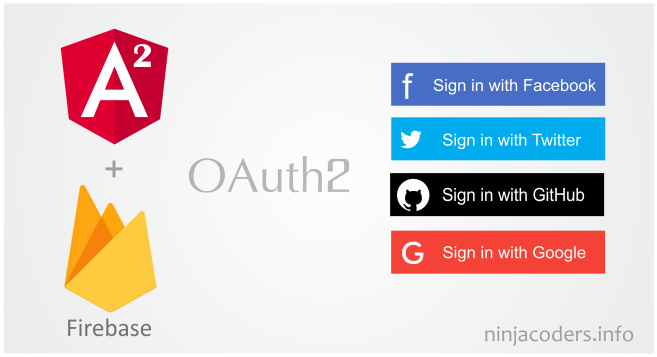 A2
+
Firebase
OAuth2
f Sign in with Facebook
Sign in with Twitter
Sign in with GitHub
G Sign in with Google
ninjacoders.info